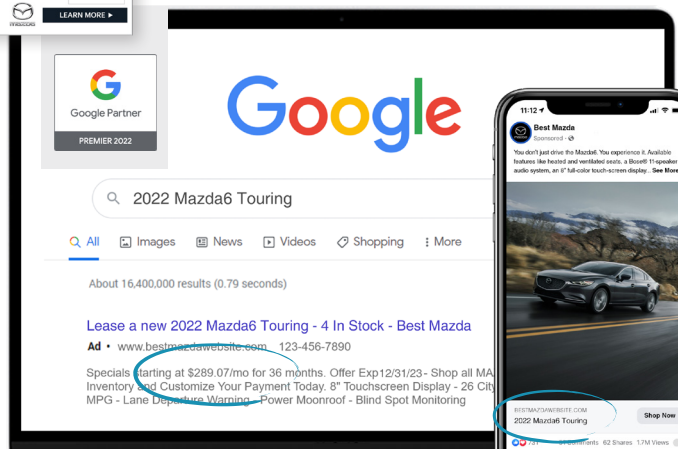 mazda
LEARN MORE ▶
Google Partner
PREMIER 2022
Google
2022 Mazda6 Touring
All Images News Videos Shopping More
About 16,400,000 results (0.79 seconds)
Lease a new 2022 Mazda6 Touring - 4 In Stock - Best Mazda
Ad • www.bestmazdawebsite.com 123-456-7890
Specials starting at $289.07/mo for 36 months. Offer Exp12/31/23 - Shop all MA
Inventory and Customize Your Payment Today. 8" Touchscreen Display - 26 City
MPG - Lane Departure Warning - Power Moonroof - Blind Spot Monitoring
11:12
Best Mazda
Sponsored
You don't just drive the Mazda6. You experience it. Available
features like heated and ventilated seats, a Bose® 11-speaker
audio system, an 8" full-color touch-screen display... See More
BESTMAZDAWEBSITE.COM
2022 Mazda6 Touring
Shop Now
Comments 62 Shares 1.7M Views